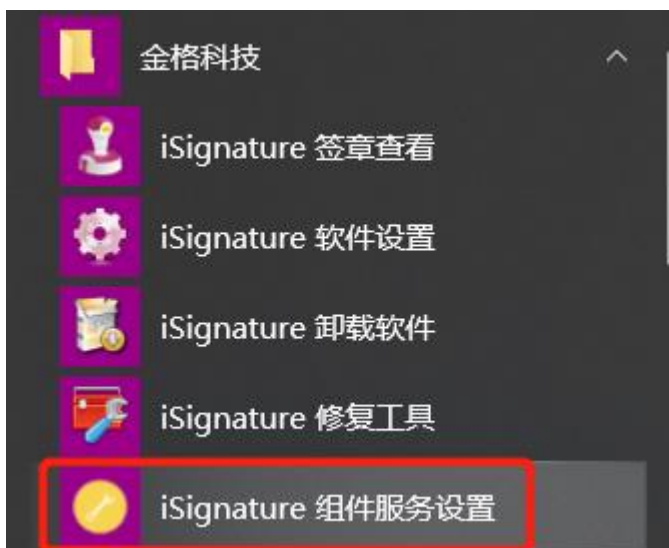 金格科技
iSignature 签章查看
iSignature 软件设置
iSignature 卸载软件
iSignature 修复工具
iSignature 组件服务设置